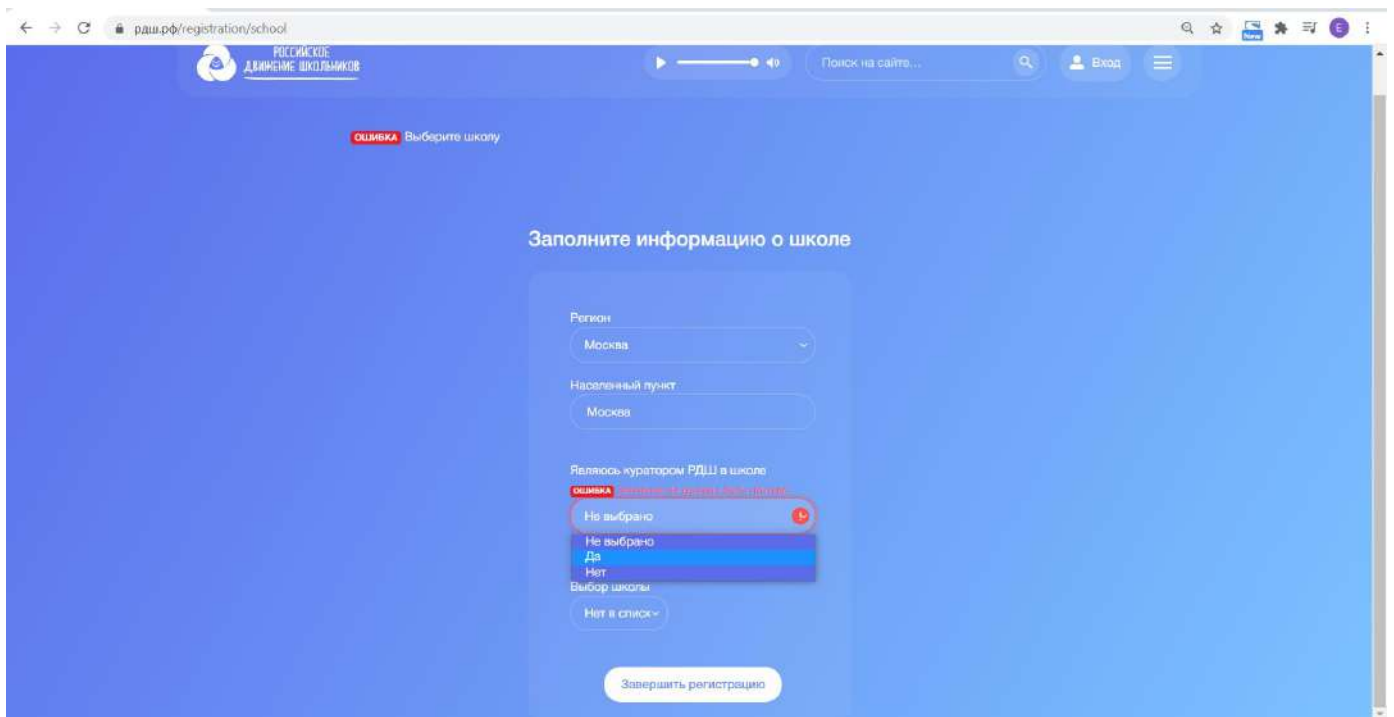 рдш.рф/registration/school
New
E
РОССИЙСКОЕ
ДВИЖЕНИЕ ШКОЛЬНИКОВ
Поиск на сайте...
Вход
ОШИБКА Выберите школу
Заполните информацию о школе
Регион
Москва
Населенный пункт
Москва
Являюсь куратором РДШ в школе
ОШИБКА
Не выбрано
Не выбрано
Да
Нет
Выбор школы
Нет в списк
Завершить регистрацию